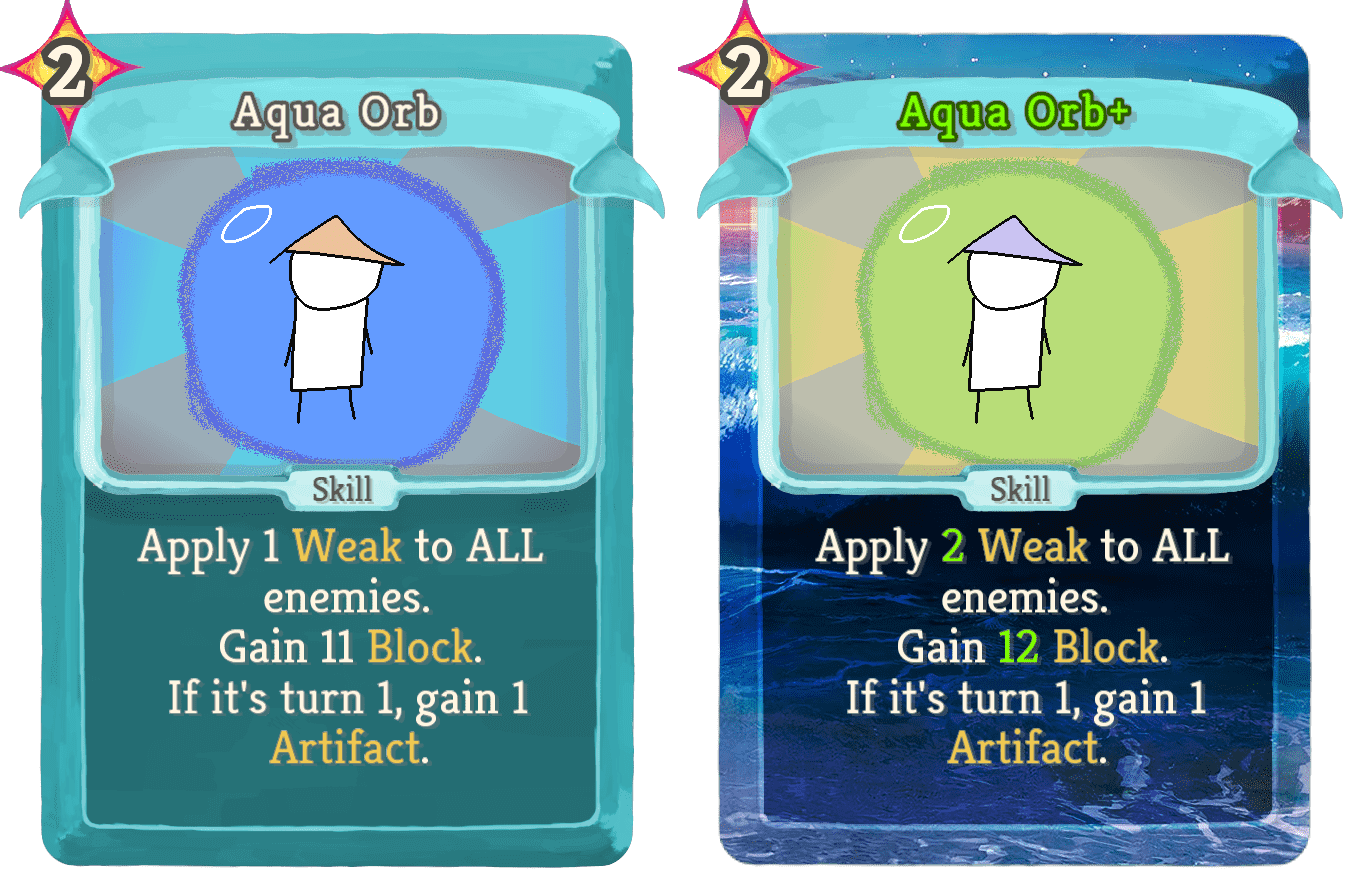 2
Aqua Orb
Skill
Apply 1 Weak to ALL
enemies.
Gain 11 Block.
If it's turn 1, gain 1
Artifact.
2
Aqua Orb+
Skill
Apply 2 Weak to ALL
enemies.
Gain 12 Block.
If it's turn 1, gain 1
Artifact.